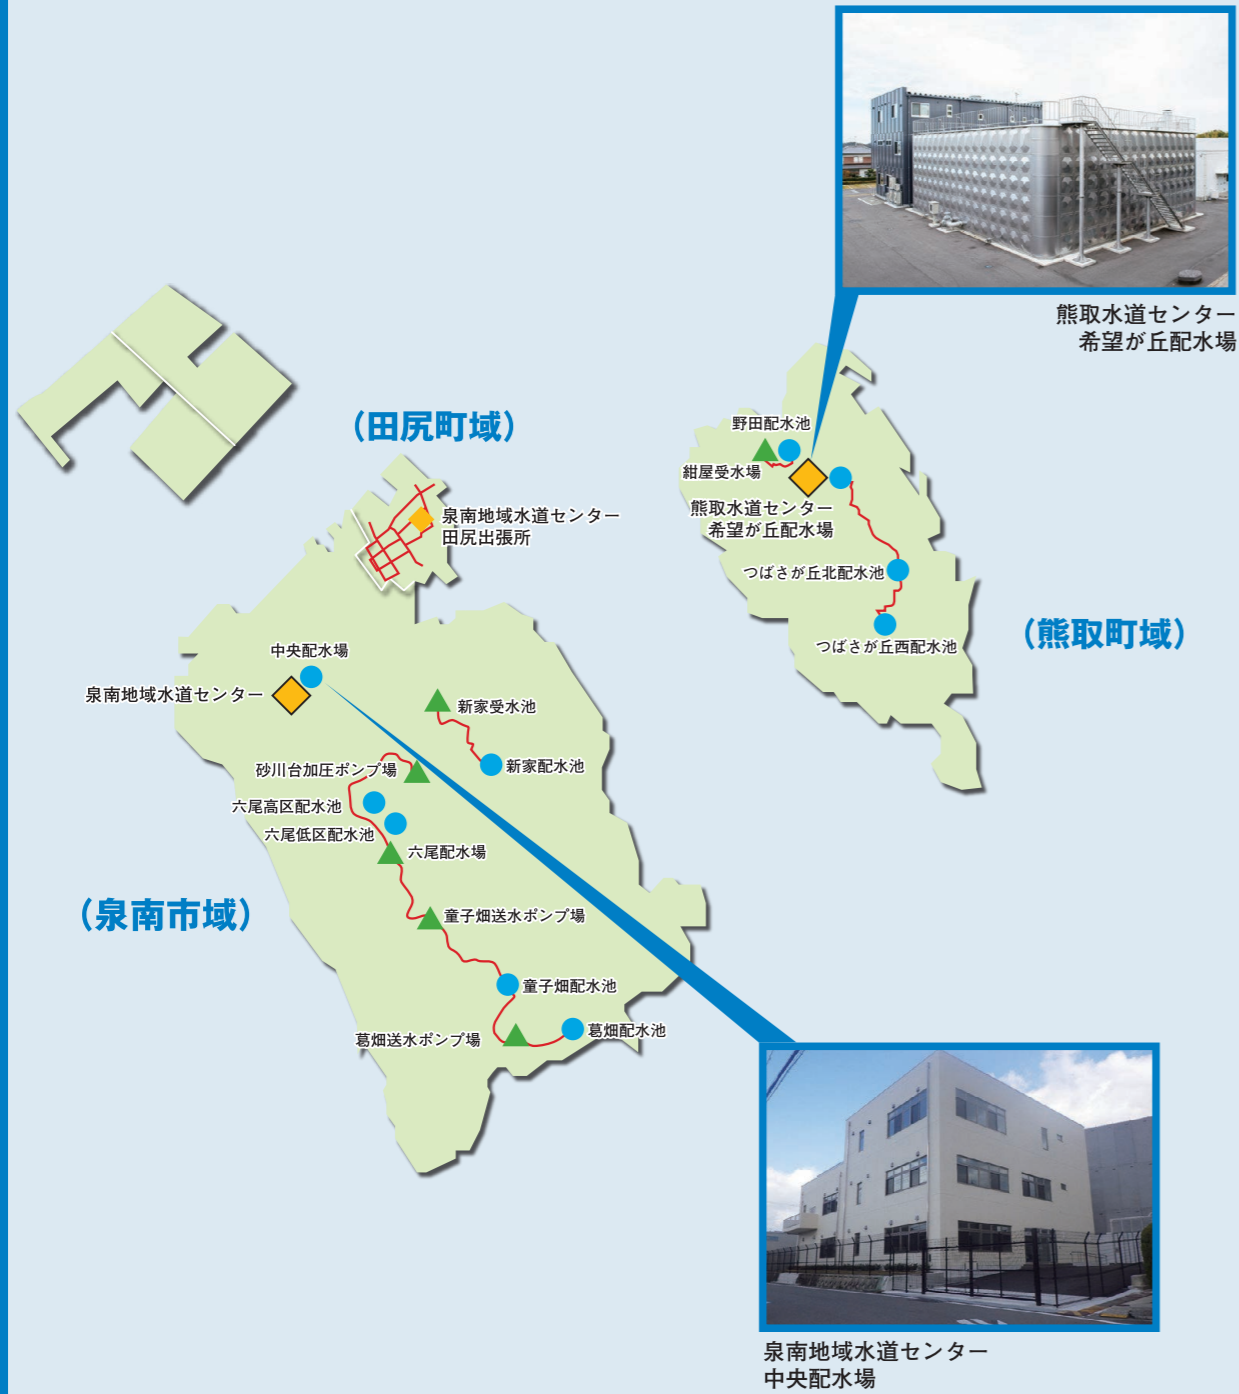 熊取水道センター
希望が丘配水場
（田尻町域）
野田配水池
紺屋受水場
熊取水道センター
希望が丘配水場
泉南地域水道センター
田尻出張所
つばさが丘北配水池
（熊取町域）
つばさが丘西配水池
中央配水場
泉南地域水道センター
新家受水池
新家配水池
砂川台加圧ポンプ場
六尾高区配水池
六尾低区配水池
六尾配水場
（泉南市域）
童子畑送水ポンプ場
童子畑配水池
葛畑配水池
葛畑送水ポンプ場
泉南地域水道センター
中央配水場